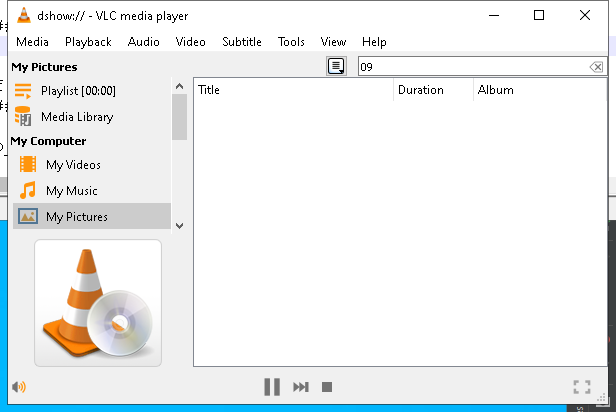 dshow:// - VLC media player
Media Playback Audio Video Subtitle Tools View Help
My Pictures
09
Playlist [00:00]
Media Library
My Computer
My Videos
My Music
My Pictures
Title Duration Album